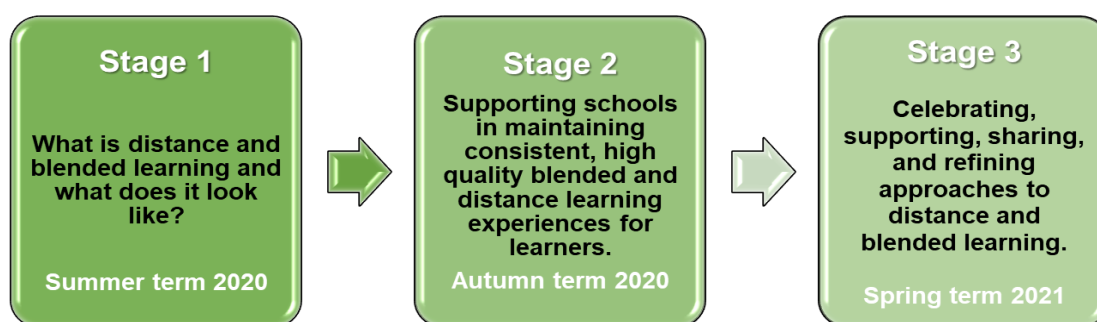 Stage 1
What is distance and
blended learning and
what does it look
like?
Summer term 2020
Stage 2
Supporting schools
in maintaining
consistent, high
quality blended and
distance learning
experiences for
learners.
Autumn term 2020
Stage 3
Celebrating,
supporting, sharing,
and refining
approaches to
distance and
blended learning.
Spring term 2021